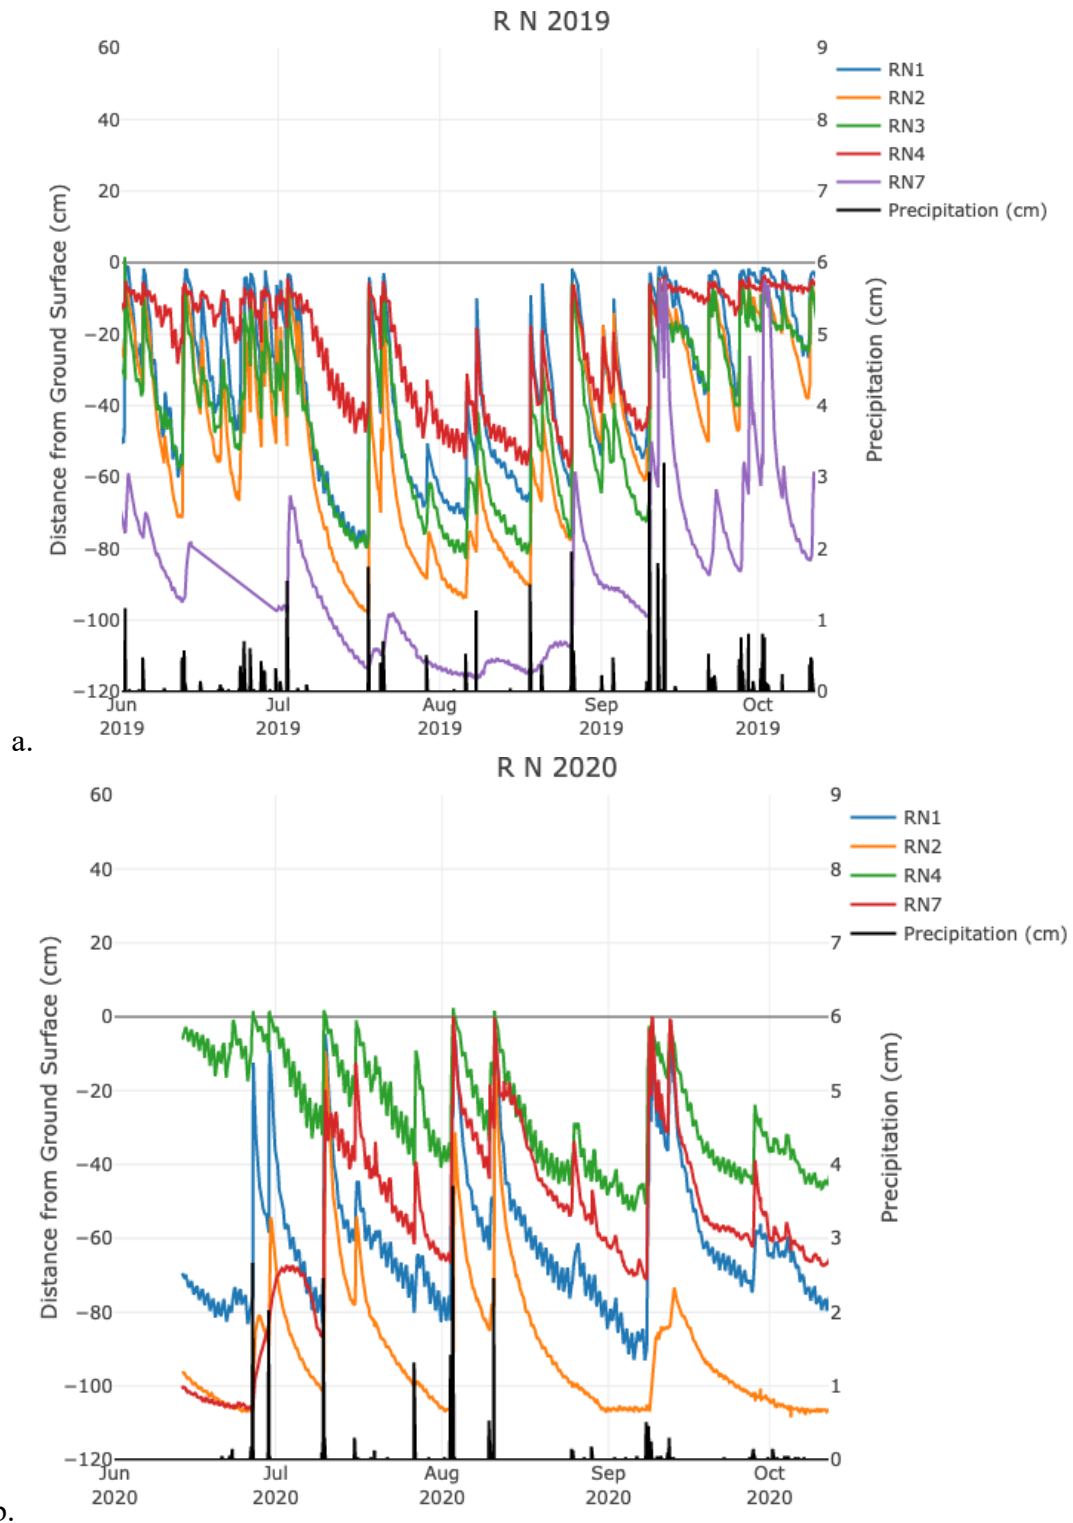 R N 2019
60
40
20
0
−20
−40
−60
−80
−100
−120
Distance from Ground Surface (cm)
9
8
7
6
5
4
3
2
1
0
Precipitation (cm)
RN1
RN2
RN3
RN4
RN7
Precipitation (cm)
Jun Jul Aug Sep Oct
2019 2019 2019 2019 2019
a.
R N 2020
60
40
20
0
−20
−40
−60
−80
−100
−120
Distance from Ground Surface (cm)
9
8
7
6
5
4
3
2
1
0
Precipitation (cm)
RN1
RN2
RN4
RN7
Precipitation (cm)
Jun Jul Aug Sep Oct
2020 2020 2020 2020 2020